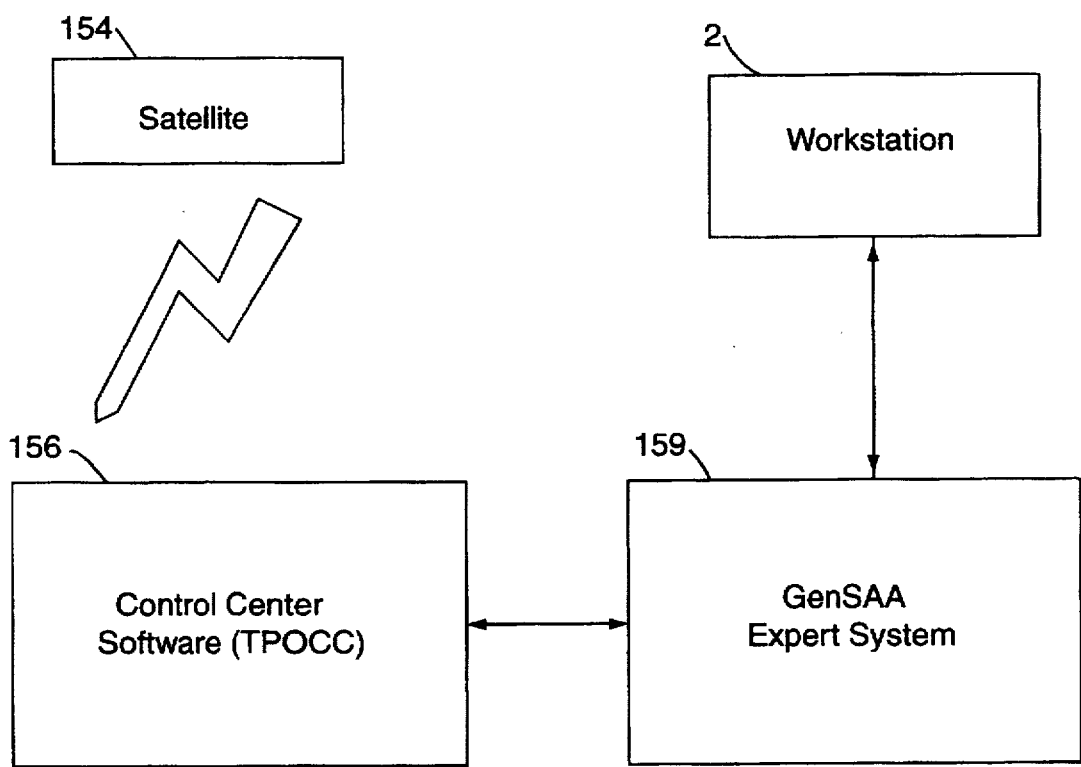 154
Satellite
2
Workstation
156
Control Center
Software (TPOCC)
159
GenSAA
Expert System